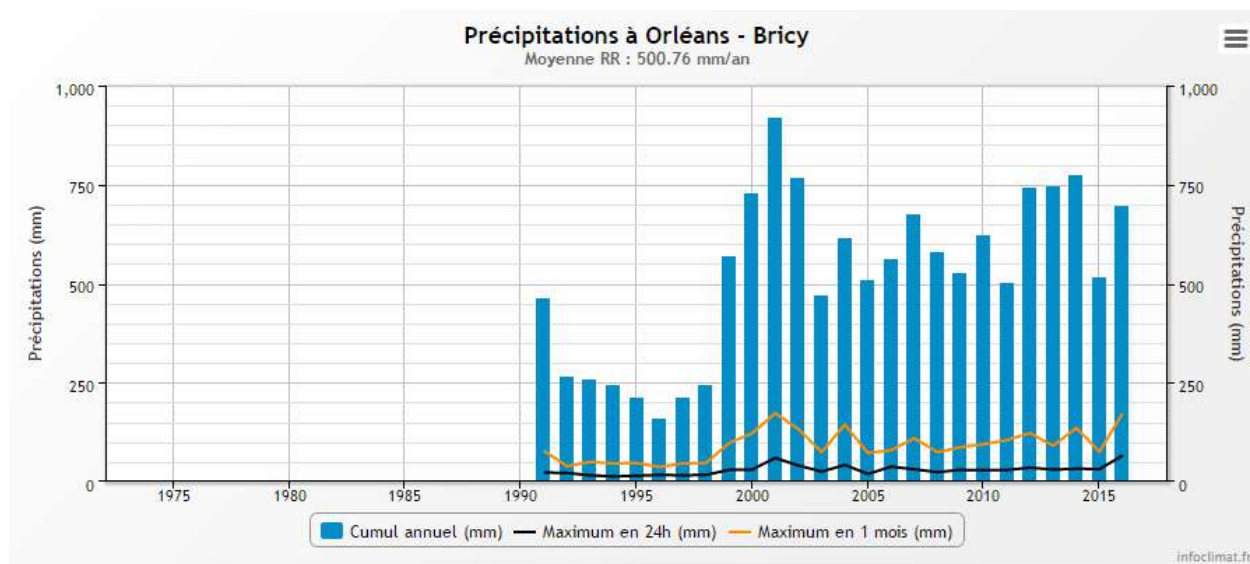 Précipitations à Orléans - Bricy
Moyenne RR : 500.76 mm/an
Précipitations (mm)
1,000
750
500
250
0
1,000
750
500
250
0
Précipitations (mm)
1975 1980 1985 1990 1995 2000 2005 2010 2015
Cumul annuel (mm) Maximum en 24h (mm) Maximum en 1 mois (mm)
infoclimat.fr